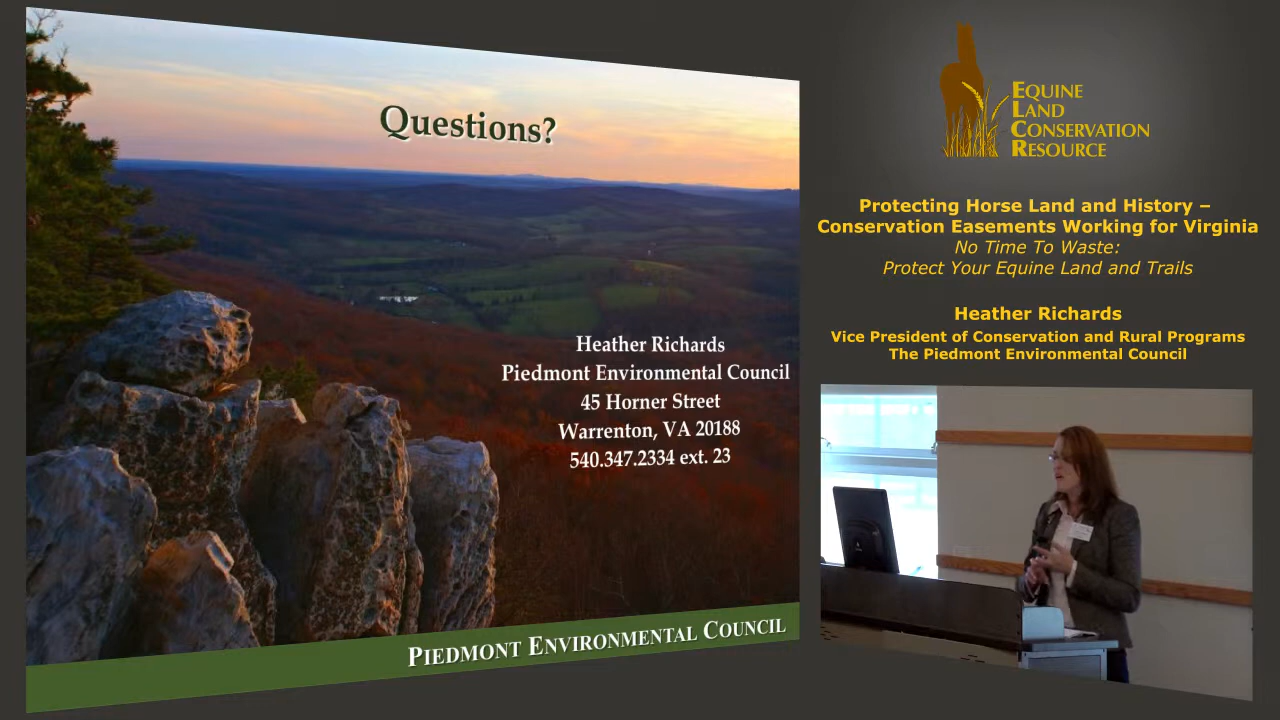 Questions?
Heather Richards
Piedmont Environmental Council
45 Horner Street
Warrenton, VA 20188
540.347.2334 ext. 23
PIEDMONT ENVIRONMENTAL COUNCIL
EQUINE
LAND
CONSERVATION
RESOURCE
Protecting Horse Land and History –
Conservation Easements Working for Virginia
No Time To Waste:
Protect Your Equine Land and Trails
Heather Richards
Vice President of Conservation and Rural Programs
The Piedmont Environmental Council